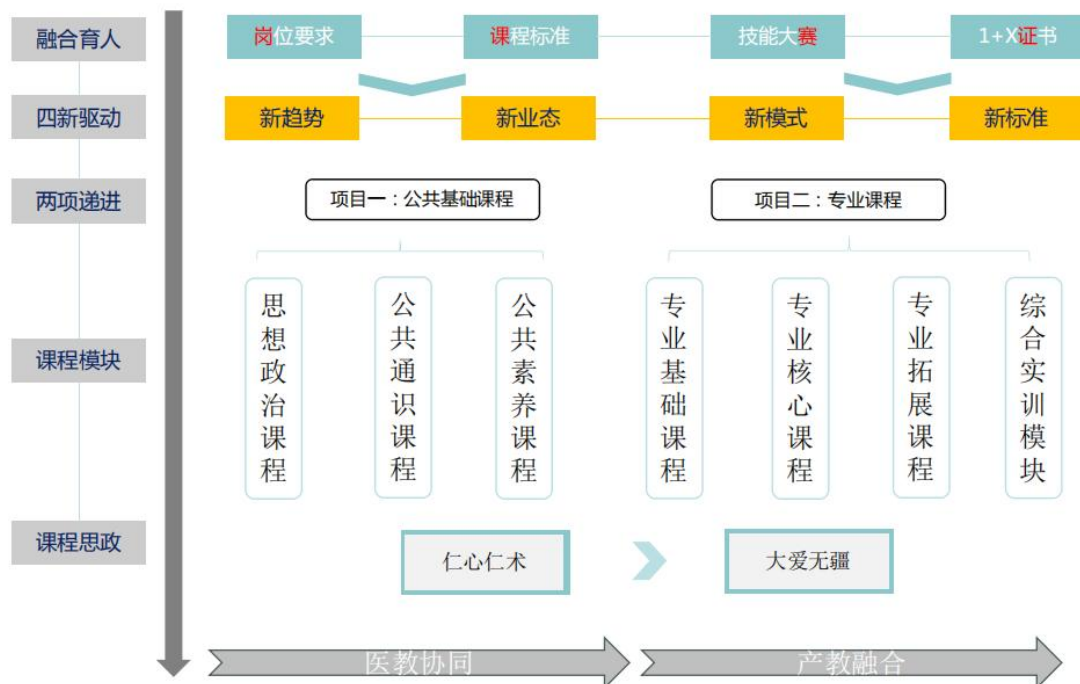 融合育人
岗位要求
课程标准
技能大赛
1+X证书
四新驱动
新趋势
新业态
新模式
新标准
两项递进
项目一：公共基础课程
项目二：专业课程
课程模块
思想政治课程
公共通识课程
公共素养课程
专业基础课程
专业核心课程
专业拓展课程
综合实训模块
课程思政
仁心仁术
大爱无疆
医教协同
产教融合